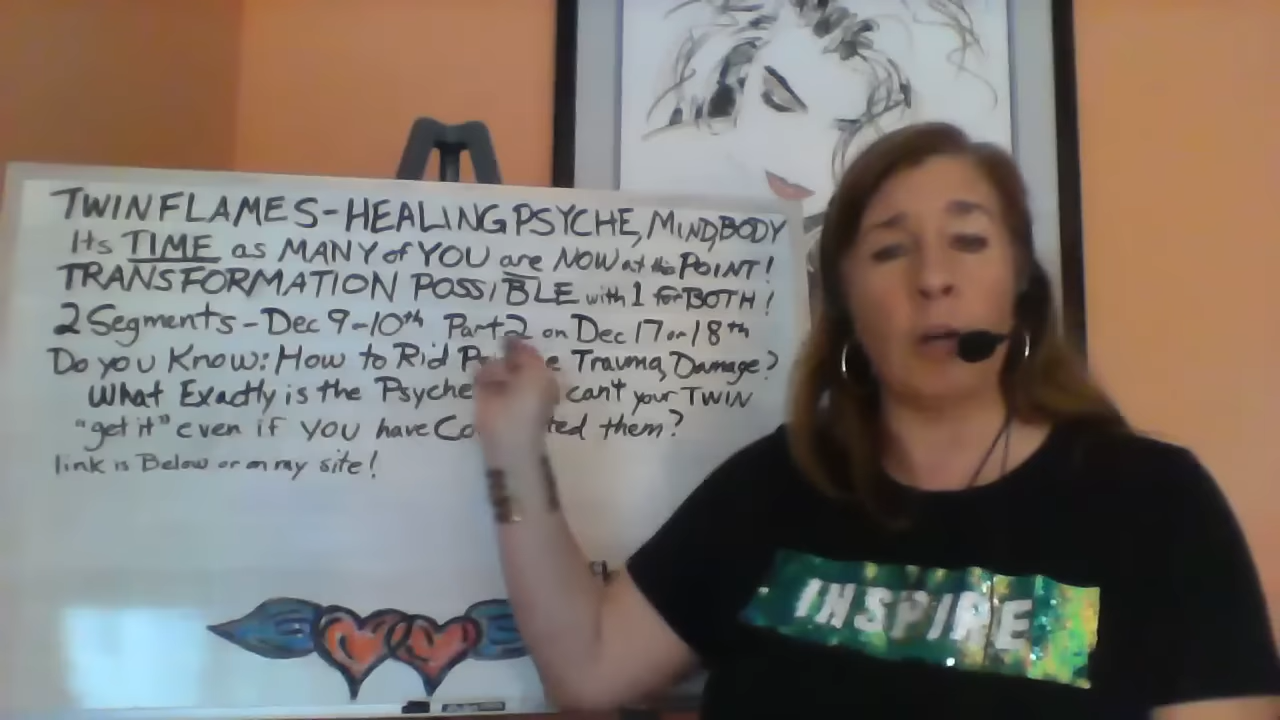 TWINFLAMES-HEALING PSYCHE, MIND, BODY
Its TIME as MANY of YOU are NOW at this POINT!
TRANSFORMATION POSSIBLE with 1 for BOTH!
2 Segments - Dec 9-10th Part 2 on Dec 17 or 18th
Do you Know: How to Rid Trauma, Damage?
What Exactly is the Psyche can't your TWIN
"get it" even if YOU have them?
link is Below or on my site!
INSPIRE